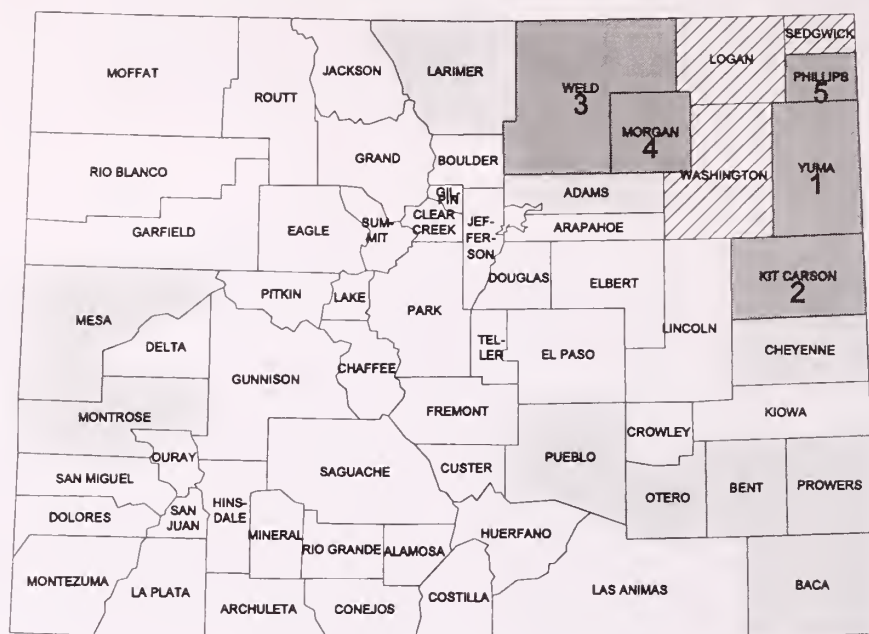 MOFFAT
ROUTT
JACKSON
LARIMER
WELD
3
LOGAN
SEDGWICK
PHILLIPS
5
MORGAN
4
RIO BLANCO
GRAND
BOULDER
WASHINGTON
YUMA
1
GARFIELD
EAGLE
SUM-
MIT
GIL-
PIN
CLEAR
CREEK
JEF-
FER-
SON
ADAMS
ARAPAHOE
DOUGLAS
ELBERT
KIT CARSON
2
MESA
PITKIN
LAKE
PARK
LINCOLN
DELTA
GUNNISON
CHAFFEE
TEL-
LER
EL PASO
CHEYENNE
MONTROSE
FREMONT
KIOWA
OURAY
SAGUACHE
CUSTER
PUEBLO
CROWLEY
SAN MIGUEL
OTERO
BENT
PROWERS
DOLORES
SAN
JUAN
HINS-
DALE
MINERAL
RIO GRANDE
ALAMOSA
HUERFANO
MONTEZUMA
LA PLATA
ARCHULETA
CONEJOS
COSTILLA
LAS ANIMAS
BACA